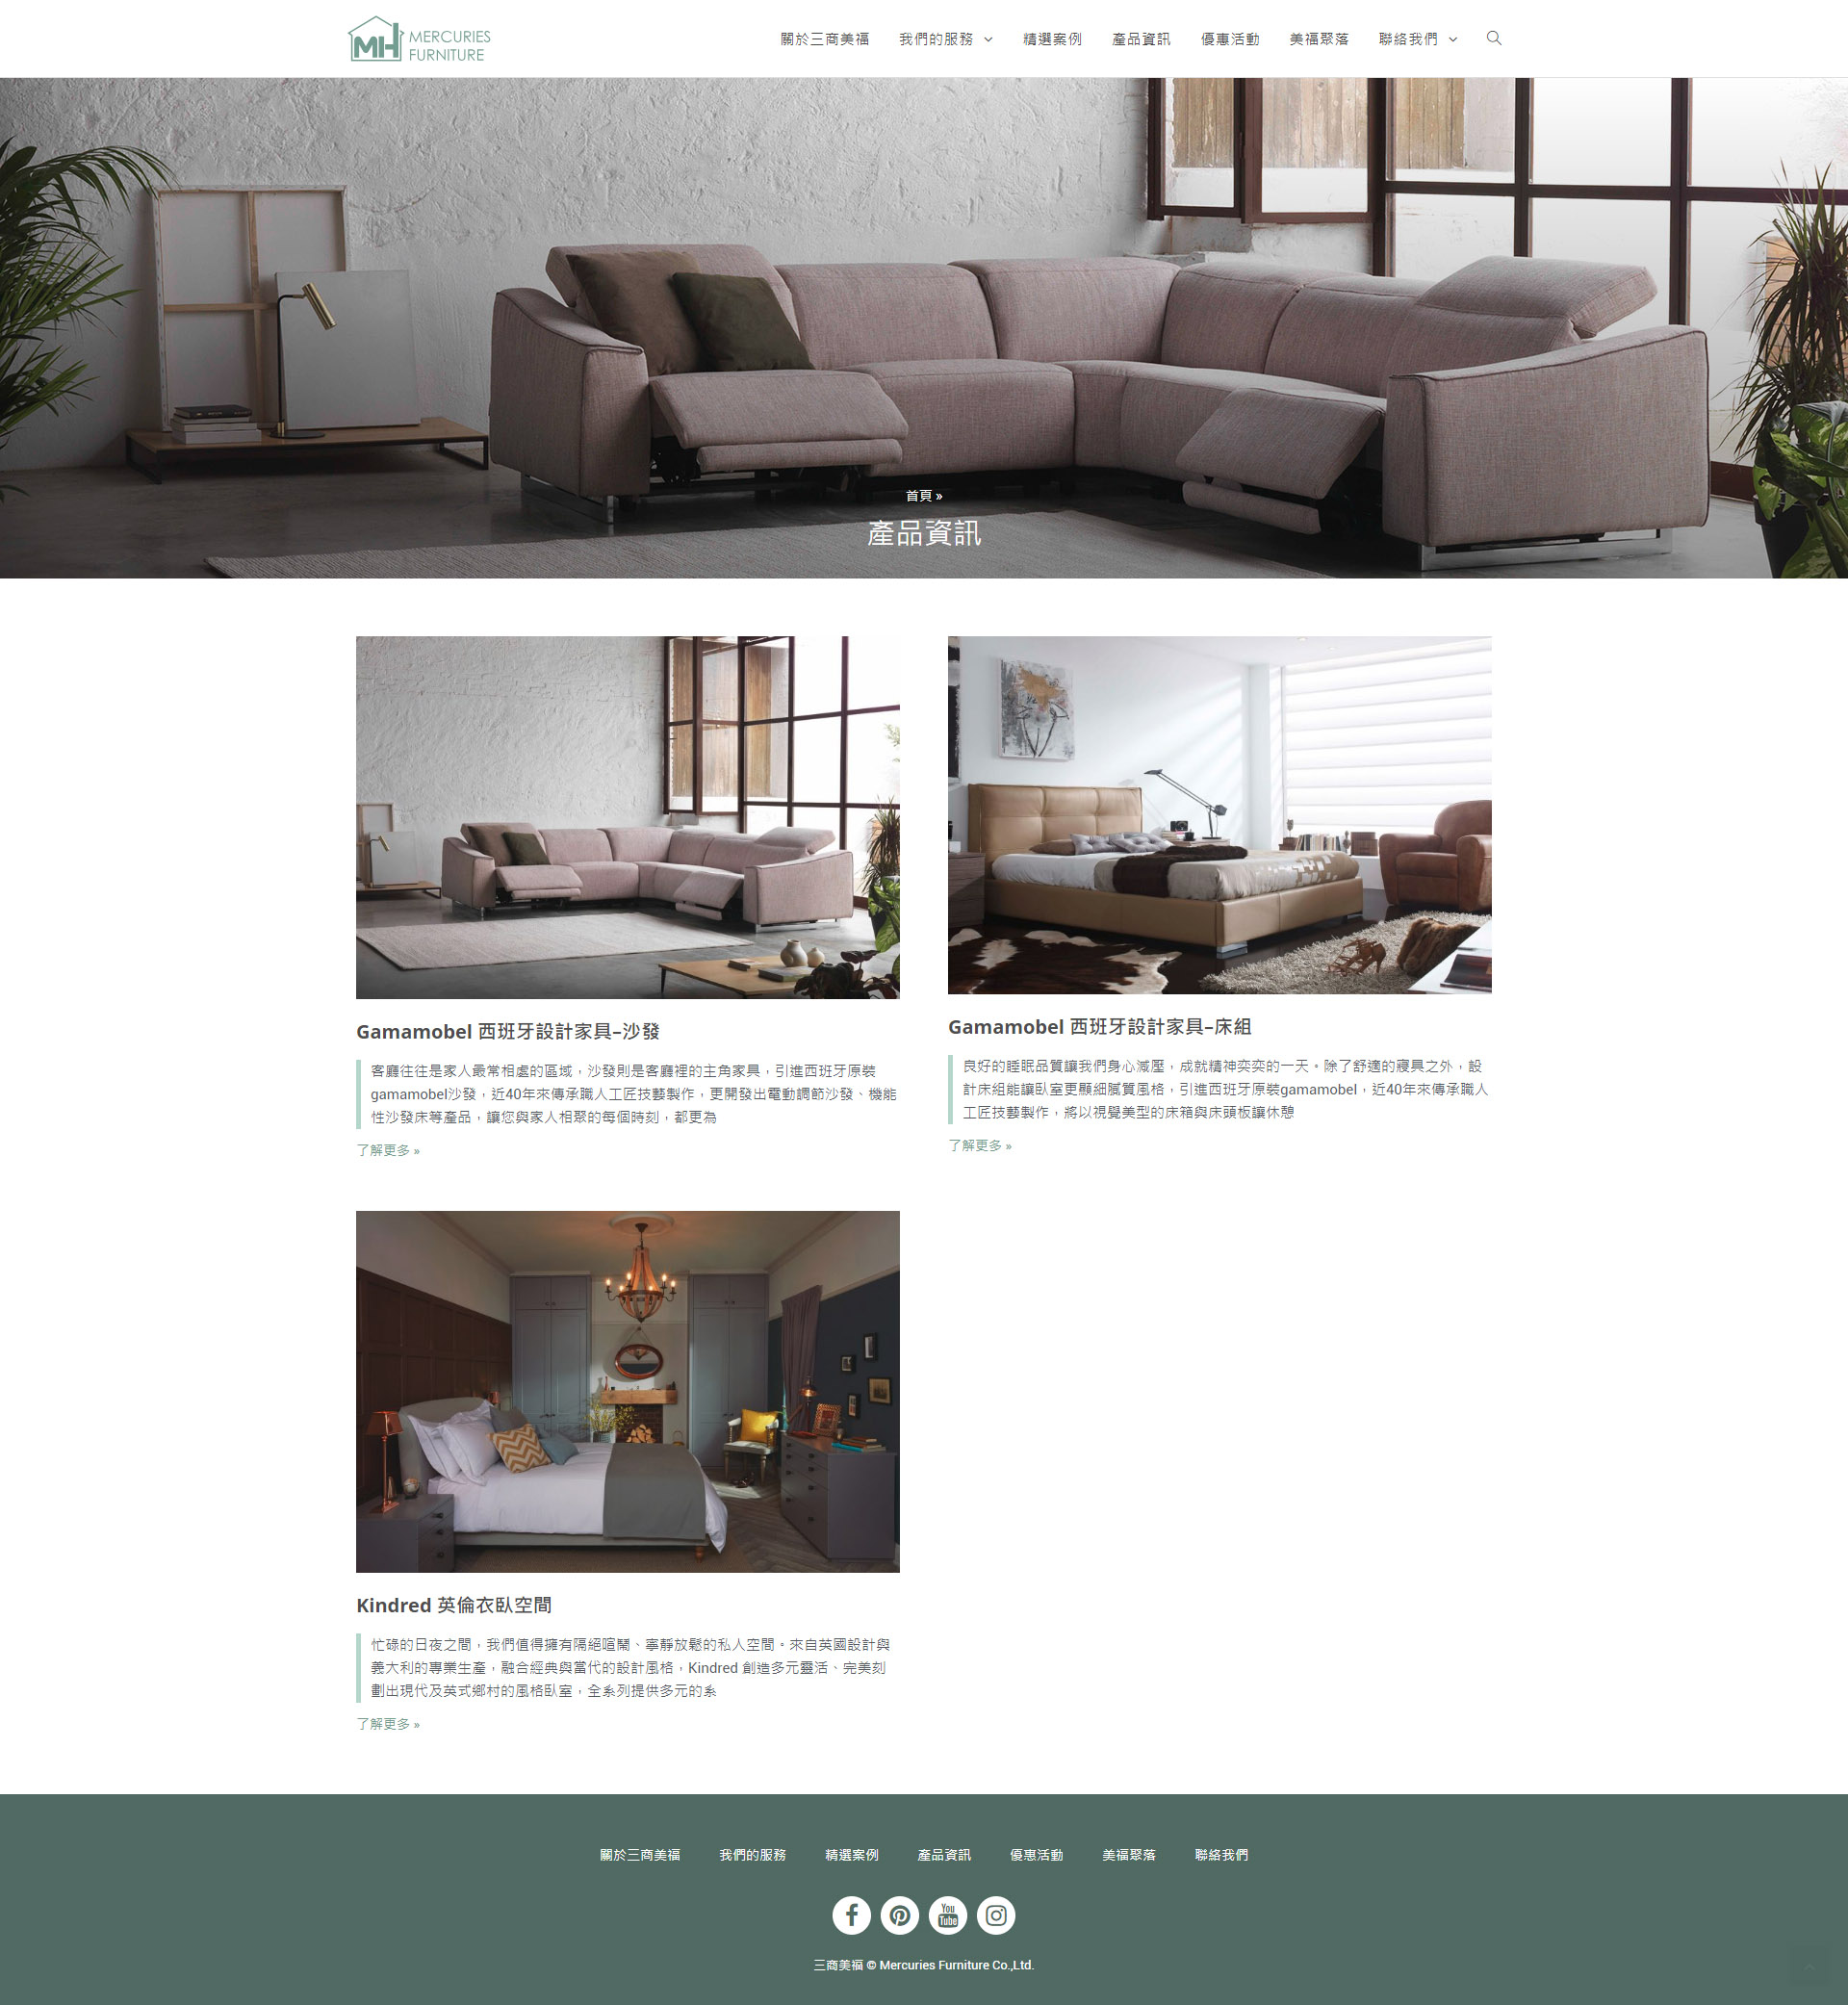 MH MERCURIES
FURNITURE
關於三商美福
我們的服務
精選案例
產品資訊
優惠活動
美福聚落
聯絡我們
首頁 »
產品資訊
Gamamobel 西班牙設計家具–沙發
客廳往往是家人最常相處的區域，沙發則是客廳裡的主角家具，引進西班牙原裝
gamamobel沙發，近40年來傳承職人工匠技藝製作，更開發出電動調節沙發、機能
性沙發床等產品，讓您與家人相聚的每個時刻，都更為
了解更多 »
Gamamobel 西班牙設計家具–床組
良好的睡眠品質讓我們身心減壓，成就精神奕奕的一天。除了舒適的寢具之外，設
計床組能讓臥室更顯細膩質風格，引進西班牙原裝gamamobel，近40年來傳承職人
工匠技藝製作，將以視覺美型的床箱與床頭板讓休憩
了解更多 »
Kindred 英倫衣臥空間
忙碌的日夜之間，我們值得擁有隔絕喧鬧、寧靜放鬆的私人空間。來自英國設計與
義大利的專業生產，融合經典與當代的設計風格，Kindred 創造多元靈活、完美刻
劃出現代及英式鄉村的風格臥室，全系列提供多元的系
了解更多 »
關於三商美福
我們的服務
精選案例
產品資訊
優惠活動
美福聚落
聯絡我們
You
Tube
三商美福 © Mercuries Furniture Co.,Ltd.